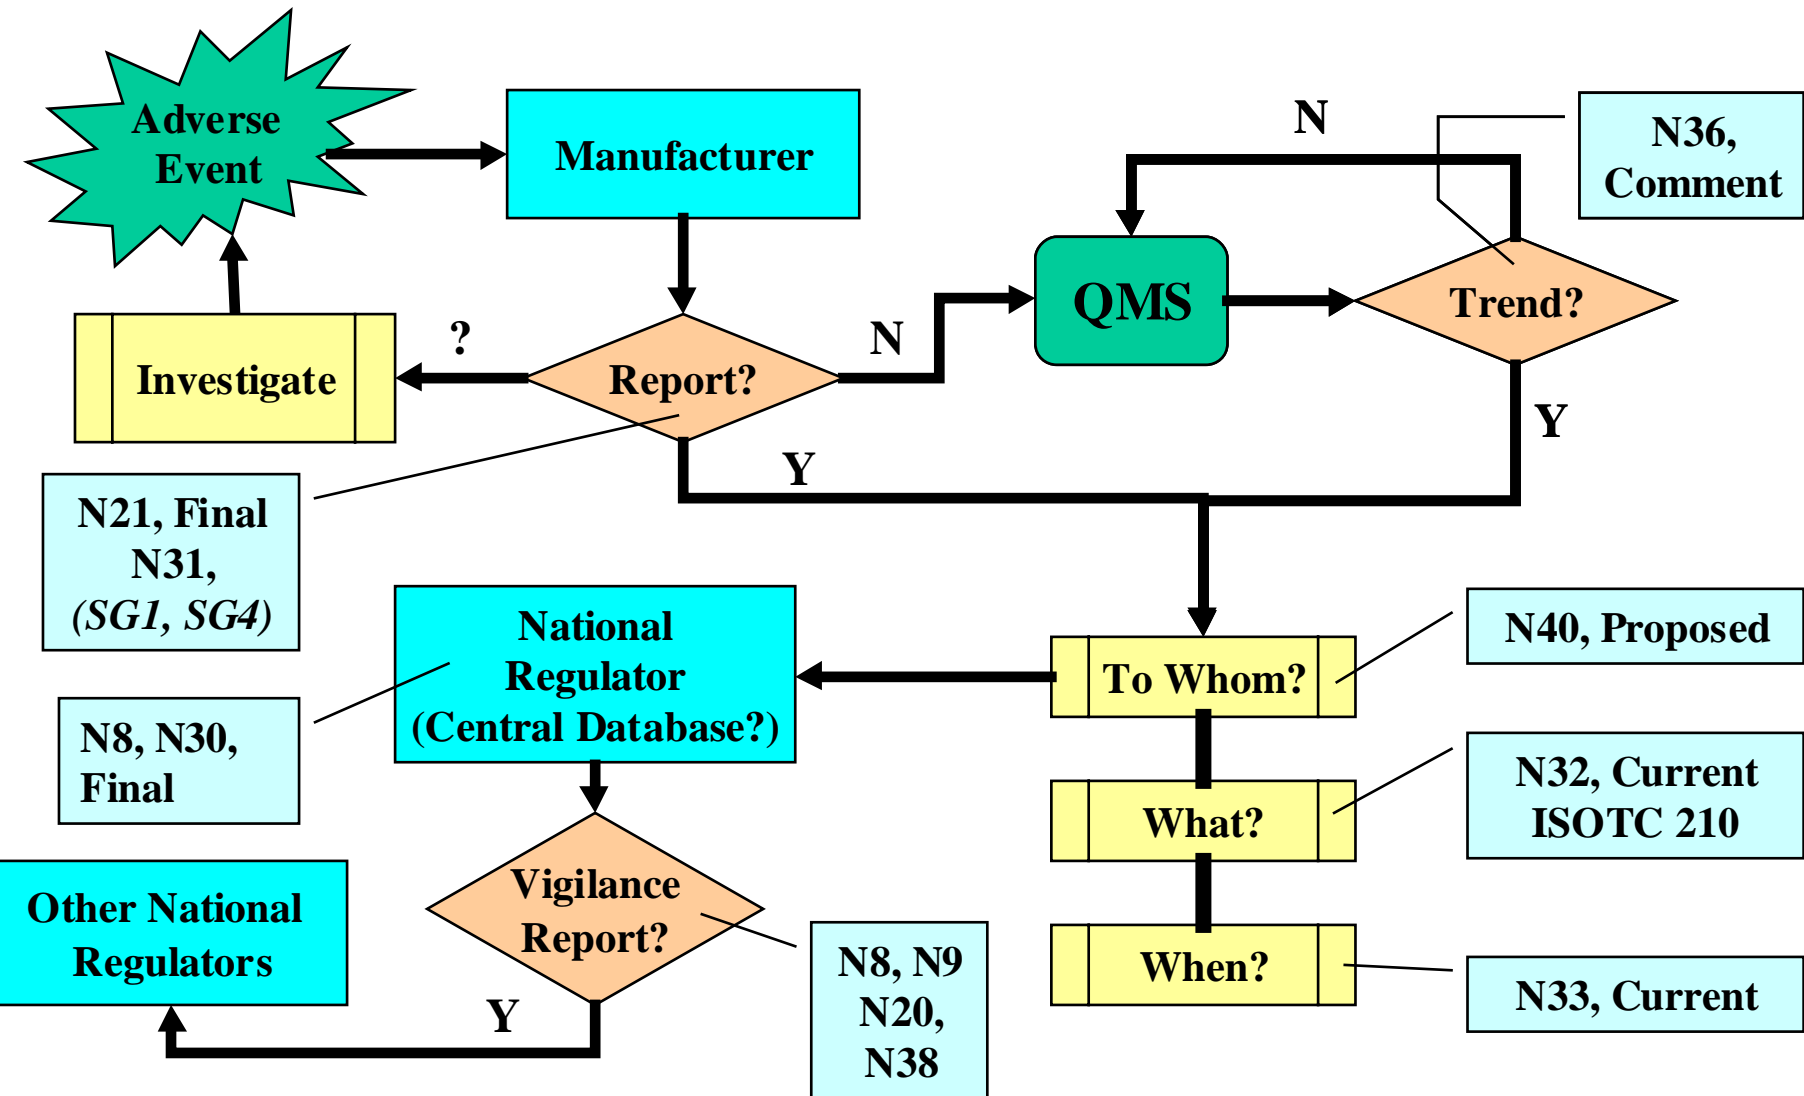 Adverse
Event
Manufacturer
N
N36,
Comment
QMS
Trend?
?
N
Investigate
Report?
Y
Y
N21, Final
N31,
(SG1, SG4)
National
Regulator
(Central Database?)
To Whom?
N40, Proposed
N8, N30,
Final
What?
N32, Current
ISOTC 210
Other National
Regulators
Vigilance
Report?
Y
N8, N9
N20,
N38
When?
N33, Current